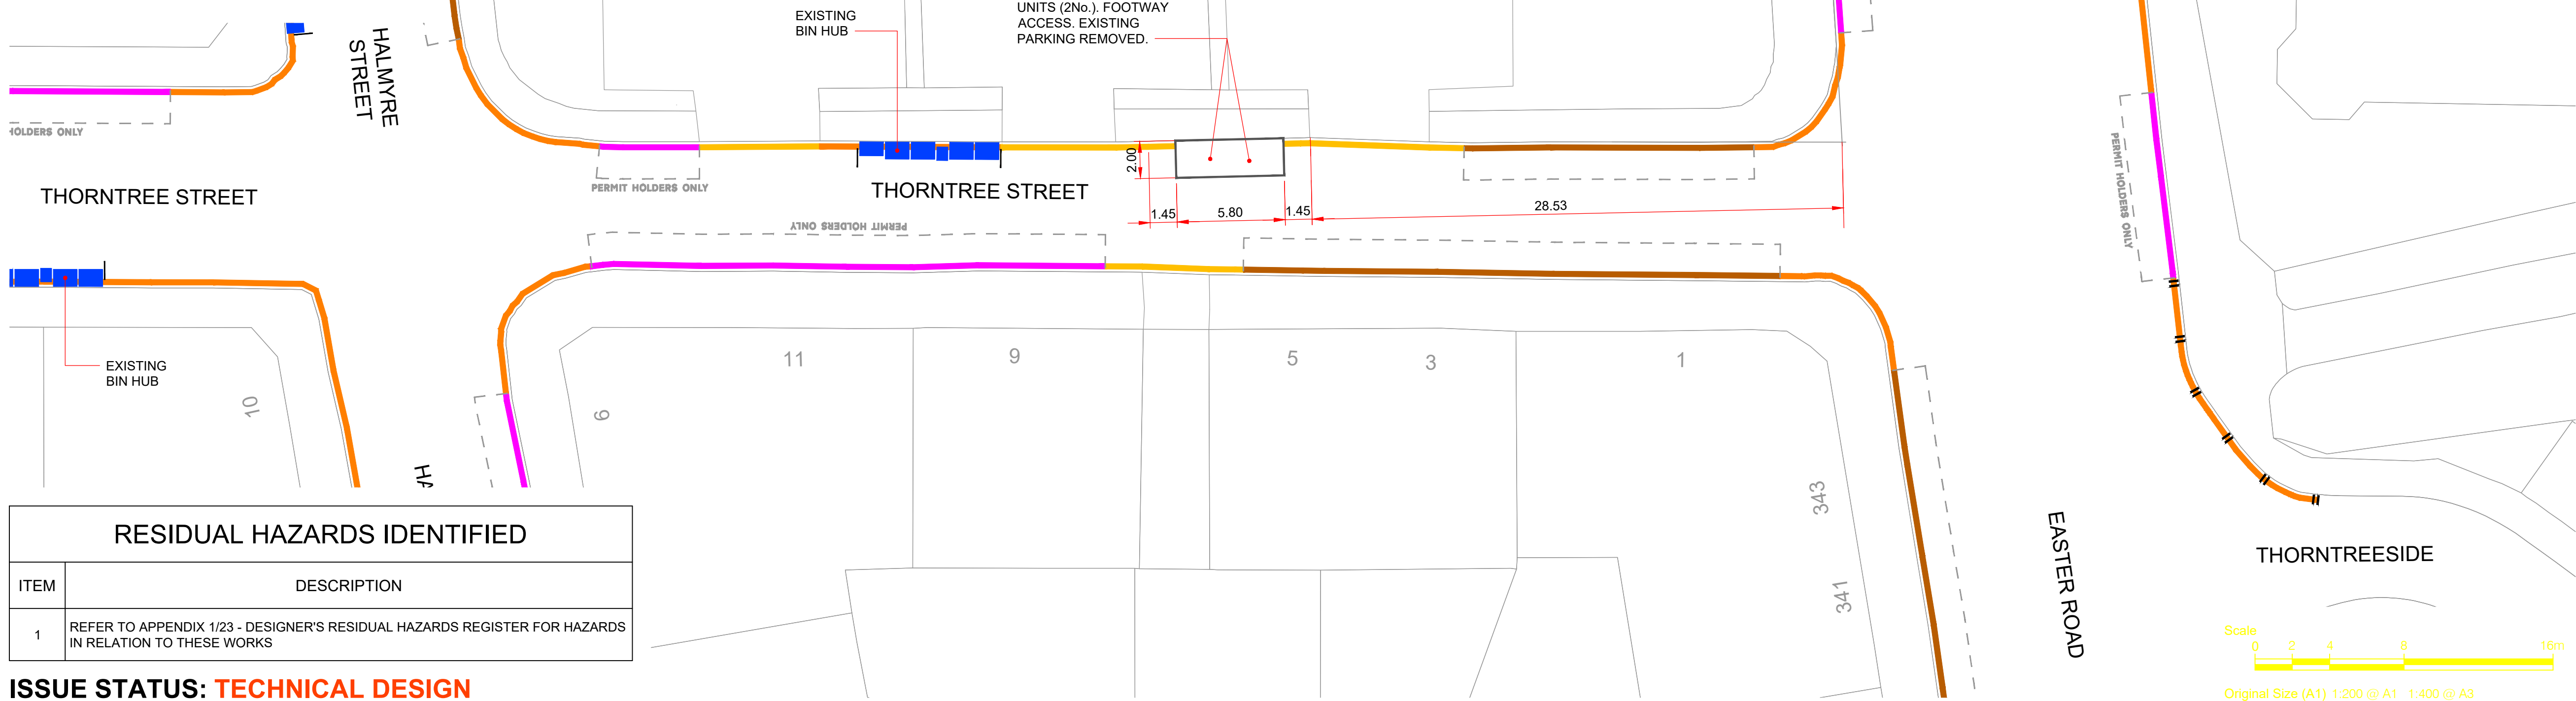 UNITS (2No.). FOOTWAY
ACCESS. EXISTING
PARKING REMOVED.
EXISTING
BIN HUB
HALMYRE
STREET
HOLDERS ONLY
PERMIT HOLDERS ONLY
THORNTREE STREET
THORNTREE STREET
PERMIT HOLDERS ONLY
2.00
1.45
5.80
1.45
28.53
PERMIT HOLDERS ONLY
EXISTING
BIN HUB
10
6
11
9
5
3
1
343
341
HA
EASTER ROAD
THORNTREESIDE
RESIDUAL HAZARDS IDENTIFIED
ITEM
DESCRIPTION
1
REFER TO APPENDIX 1/23 - DESIGNER'S RESIDUAL HAZARDS REGISTER FOR HAZARDS
IN RELATION TO THESE WORKS
ISSUE STATUS: TECHNICAL DESIGN
Scale
0 2 4 8 16m
Original Size (A1) 1:200 @ A1 1:400 @ A3